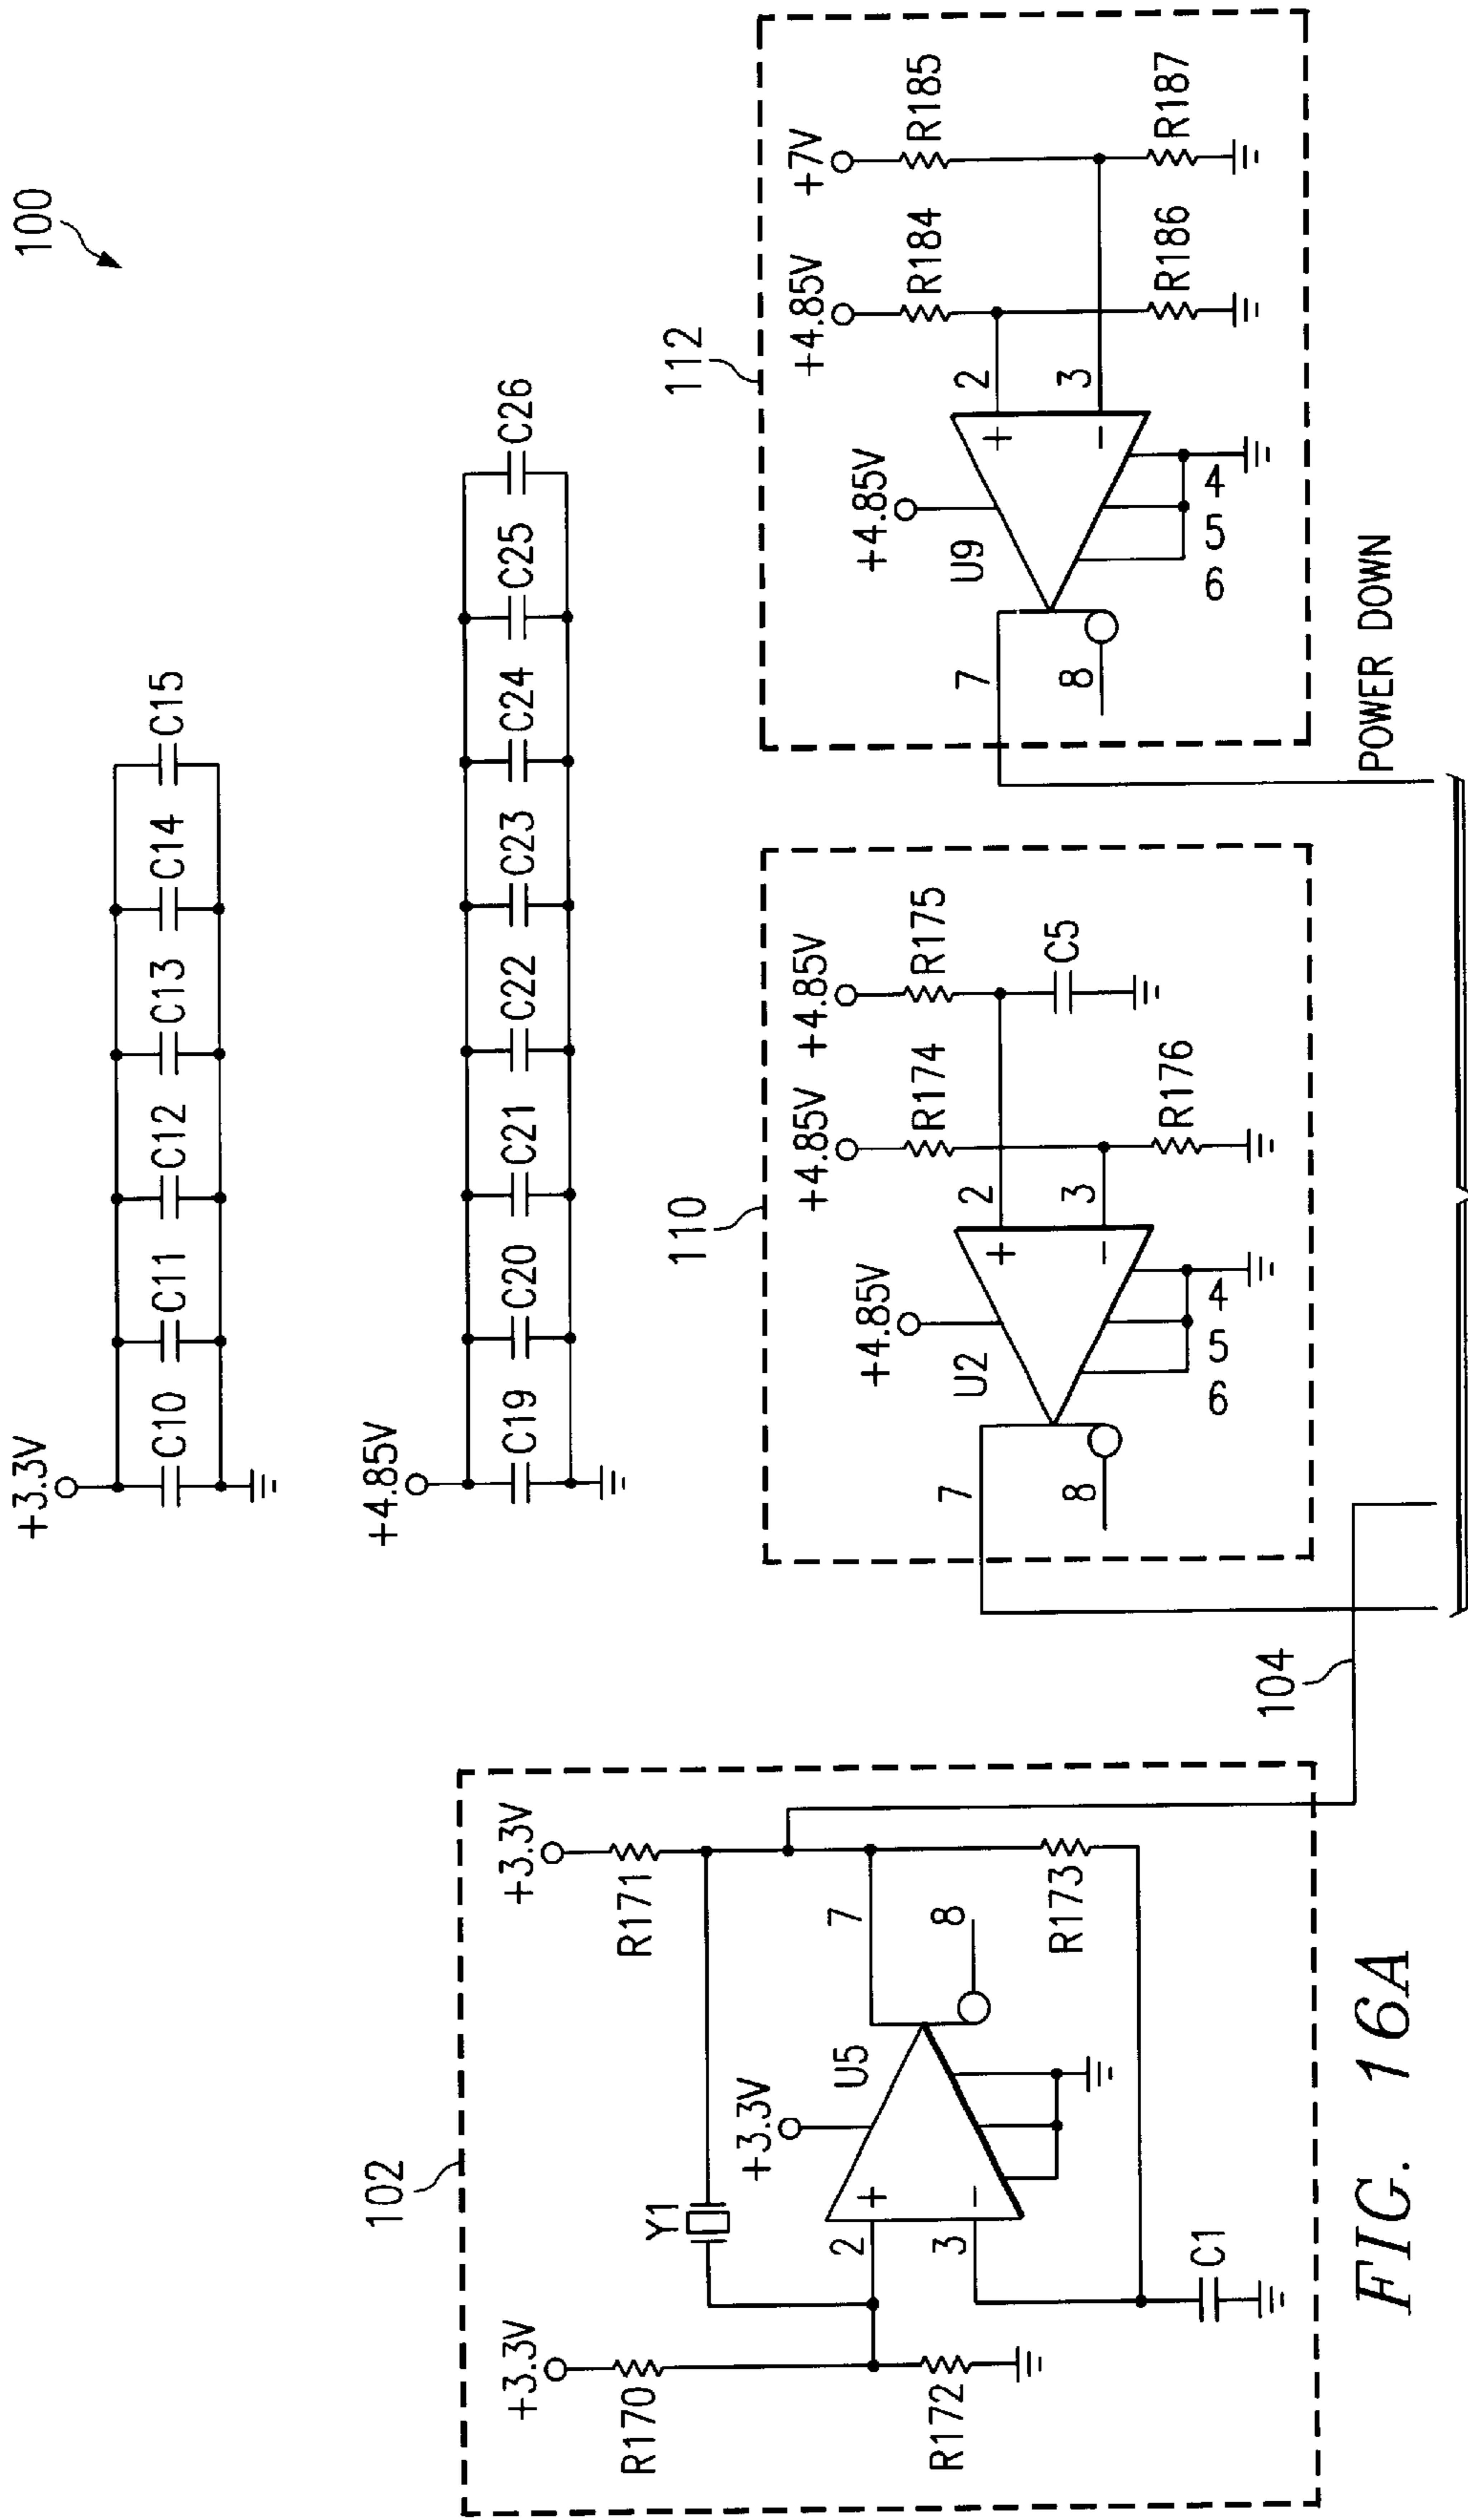 100
+3.3V
C10 C11 C12 C13 C14 C15
+4.85V
C19 C20 C21 C22 C23 C24 C25 C26
102
+3.3V
R170
R172
Y1
+3.3V
R171
+3.3V
U5
2
+
3
−
7
8
R173
C1
104
110
+4.85V
+4.85V
R174
R175
+4.85V
U2
7
8
+
−
2
3
4
5
6
C5
R176
112
+4.85V
+7V
R184
R185
+4.85V
U9
7
8
+
−
2
3
4
5
6
R186
R187
POWER DOWN
FIG. 16A